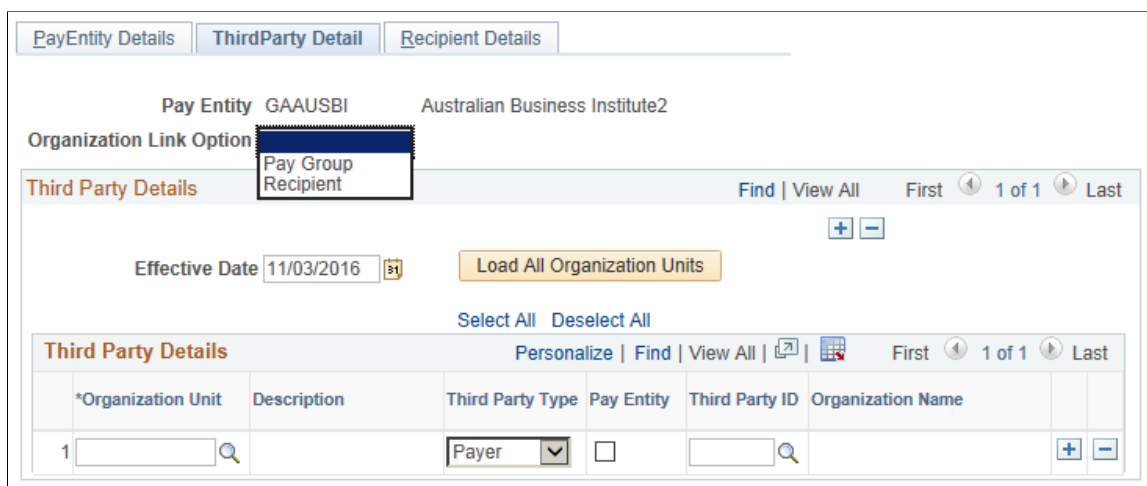 PayEntity Details ThirdParty Detail Recipient Details
Pay Entity GAAUSBI Australian Business Institute2
Organization Link Option
Pay Group
Recipient
Third Party Details Find | View All First 1 of 1 Last
+ −
Effective Date 11/03/2016 31 Load All Organization Units
Select All Deselect All
Third Party Details Personalize | Find | View All | | First 1 of 1 Last
*Organization Unit Description Third Party Type Pay Entity Third Party ID Organization Name
1 Payer + −